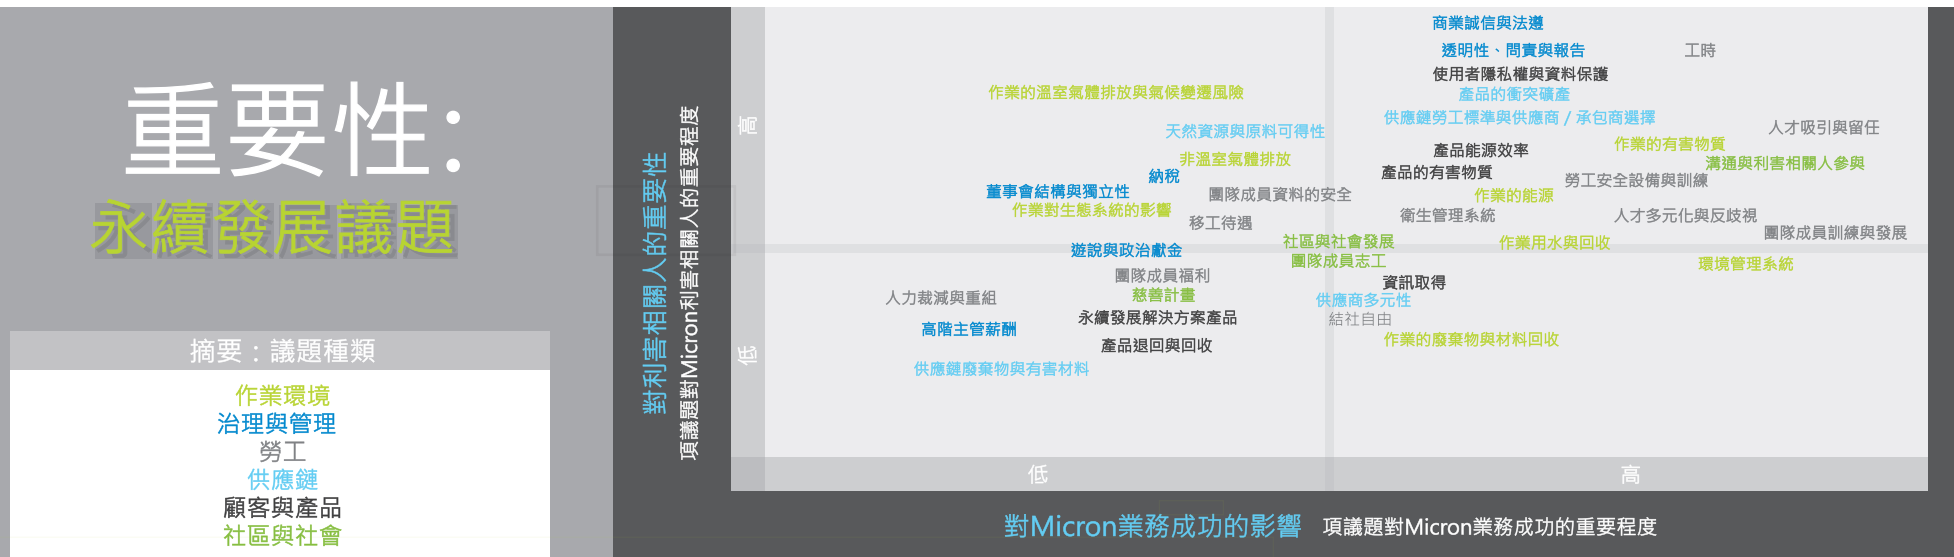 重要性:
永續發展議題
摘要：議題種類
作業環境
治理與管理
勞工
供應鏈
顧客與產品
社區與社會
對利害相關人的重要性
項議題對Micron利害相關人的重要程度
高
低
商業誠信與法遵
透明性、問責與報告
工時
使用者隱私權與資料保護
作業的溫室氣體排放與氣候變遷風險
產品的衝突礦產
供應鏈勞工標準與供應商 / 承包商選擇
天然資源與原料可得性
人才吸引與留任
作業的有害物質
產品能源效率
非溫室氣體排放
溝通與利害相關人參與
產品的有害物質
納稅
勞工安全設備與訓練
董事會結構與獨立性
團隊成員資料的安全
作業的能源
作業對生態系統的影響
衛生管理系統
人才多元化與反歧視
移工待遇
團隊成員訓練與發展
社區與社會發展
作業用水與回收
遊說與政治獻金
團隊成員志工
環境管理系統
團隊成員福利
資訊取得
慈善計畫
人力裁減與重組
供應商多元性
永續發展解決方案產品
結社自由
高階主管薪酬
作業的廢棄物與材料回收
產品退回與回收
供應鏈廢棄物與有害材料
低
高
對Micron業務成功的影響
項議題對Micron業務成功的重要程度